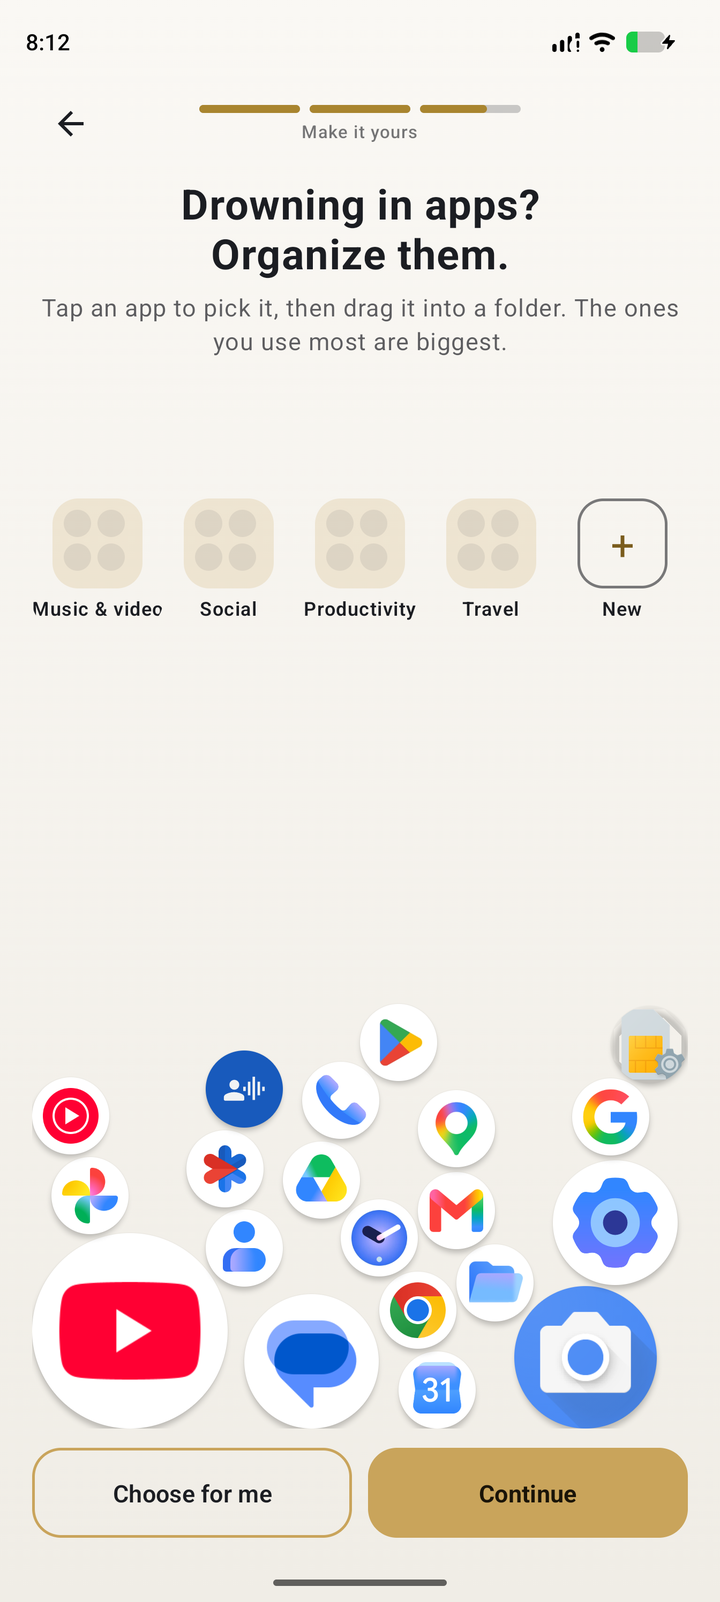 8:12
Make it yours
Drowning in apps?
Organize them.
Tap an app to pick it, then drag it into a folder. The ones
you use most are biggest.
Music & video
Social
Productivity
Travel
New
31
Choose for me
Continue